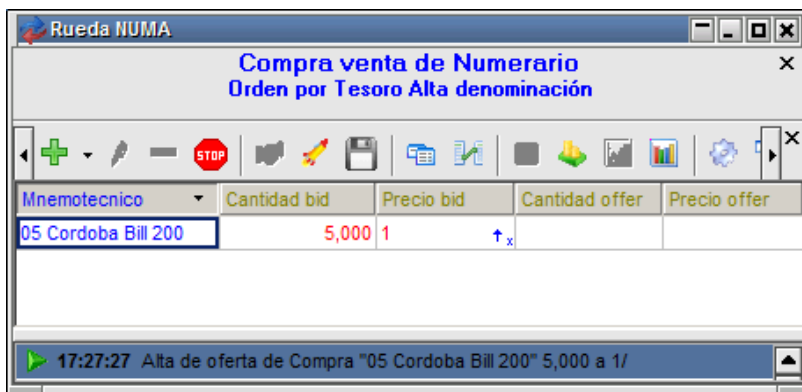 Rueda NUMA
Compra venta de Numerario
Orden por Tesoro Alta denominación
STOP
Mnemotecnico Cantidad bid Precio bid Cantidad offer Precio offer
05 Cordoba Bill 200 5,000 1 x
17:27:27 Alta de oferta de Compra "05 Cordoba Bill 200" 5,000 a 1/